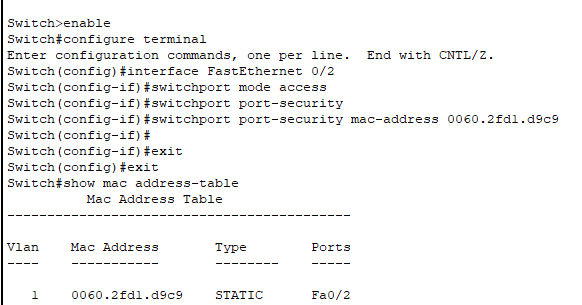 Switch>enable
Switch#configure terminal
Enter configuration commands, one per line.  End with CNTL/Z.
Switch(config)#interface FastEthernet 0/2
Switch(config-if)#switchport mode access
Switch(config-if)#switchport port-security
Switch(config-if)#switchport port-security mac-address 0060.2fd1.d9c9
Switch(config-if)#
Switch(config-if)#exit
Switch(config)#exit
Switch#show mac address-table
          Mac Address Table
-------------------------------------------
Vlan    Mac Address       Type        Ports
----    -----------       --------    -----
   1    0060.2fd1.d9c9    STATIC      Fa0/2